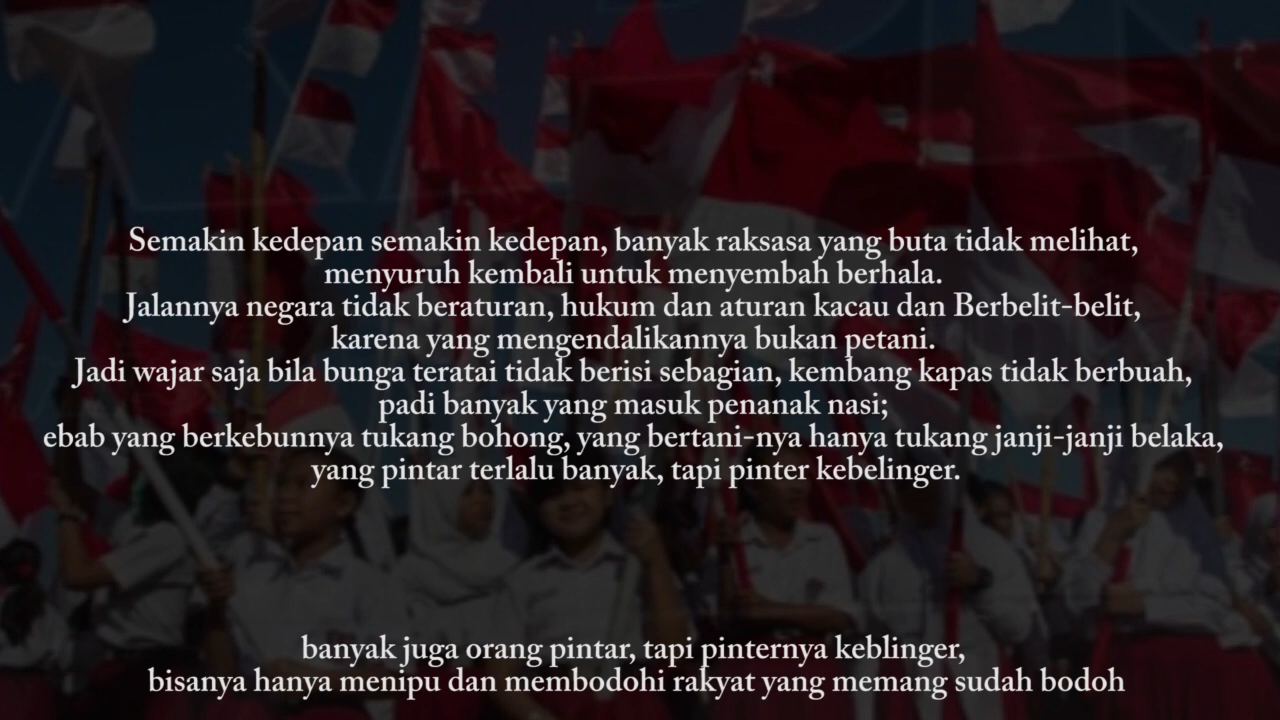 Semakin kedepan semakin kedepan, banyak raksasa yang buta tidak melihat,
menyuruh kembali untuk menyembah berhala.
Jalannya negara tidak beraturan, hukum dan aturan kacau dan Berbelit-belit,
karena yang mengendalikannya bukan petani.
Jadi wajar saja bila bunga teratai tidak berisi sebagian, kembang kapas tidak berbuah,
padi banyak yang masuk penanak nasi;
ebab yang berkebunnya tukang bohong, yang bertani-nya hanya tukang janji-janji belaka,
yang pintar terlalu banyak, tapi pinter kebelinger.
banyak juga orang pintar, tapi pinternya keblinger,
bisanya hanya menipu dan membodohi rakyat yang memang sudah bodoh